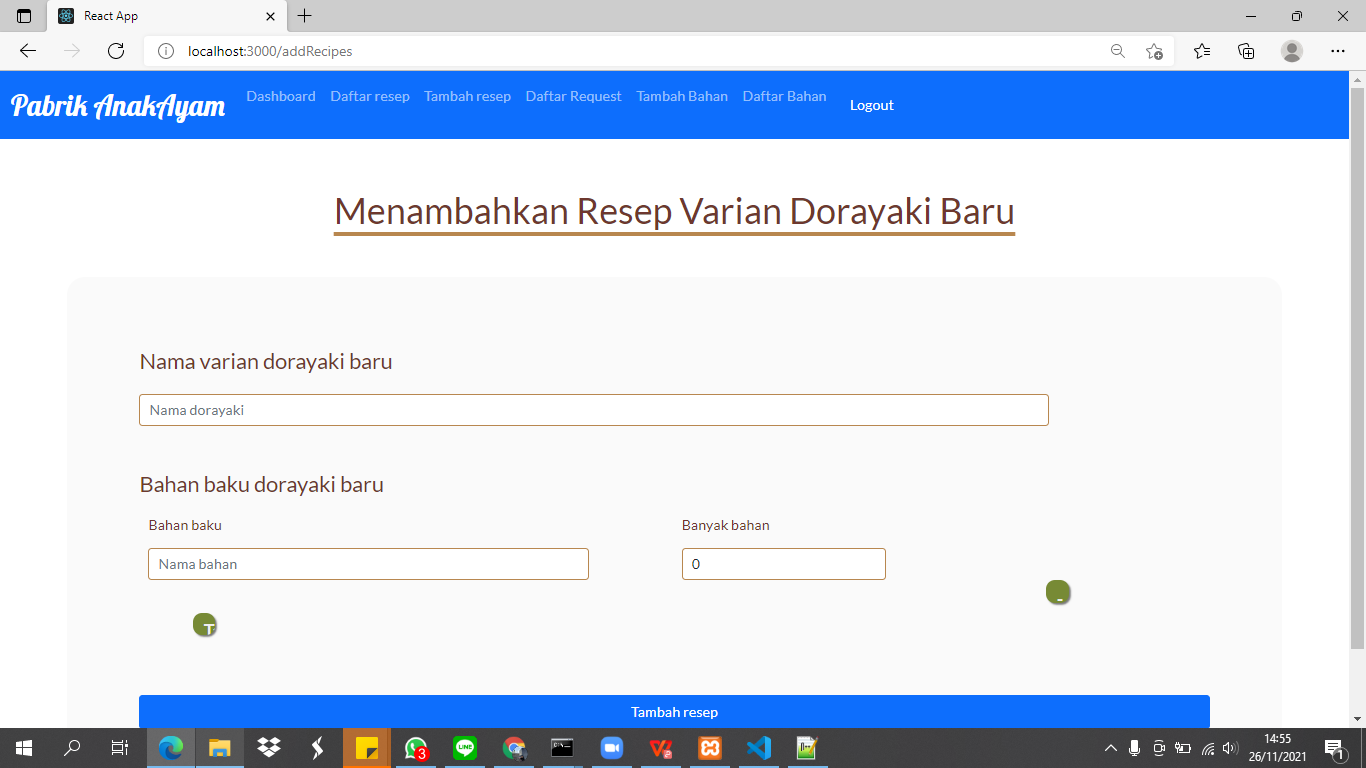 React App
localhost:3000/addRecipes
Pabrik AnakAyam Dashboard Daftar resep Tambah resep Daftar Request Tambah Bahan Daftar Bahan Logout
Menambahkan Resep Varian Dorayaki Baru
Nama varian dorayaki baru
Nama dorayaki
Bahan baku dorayaki baru
Bahan baku Banyak bahan
Nama bahan 0
-
Tambah resep
3
14:55
26/11/2021
1